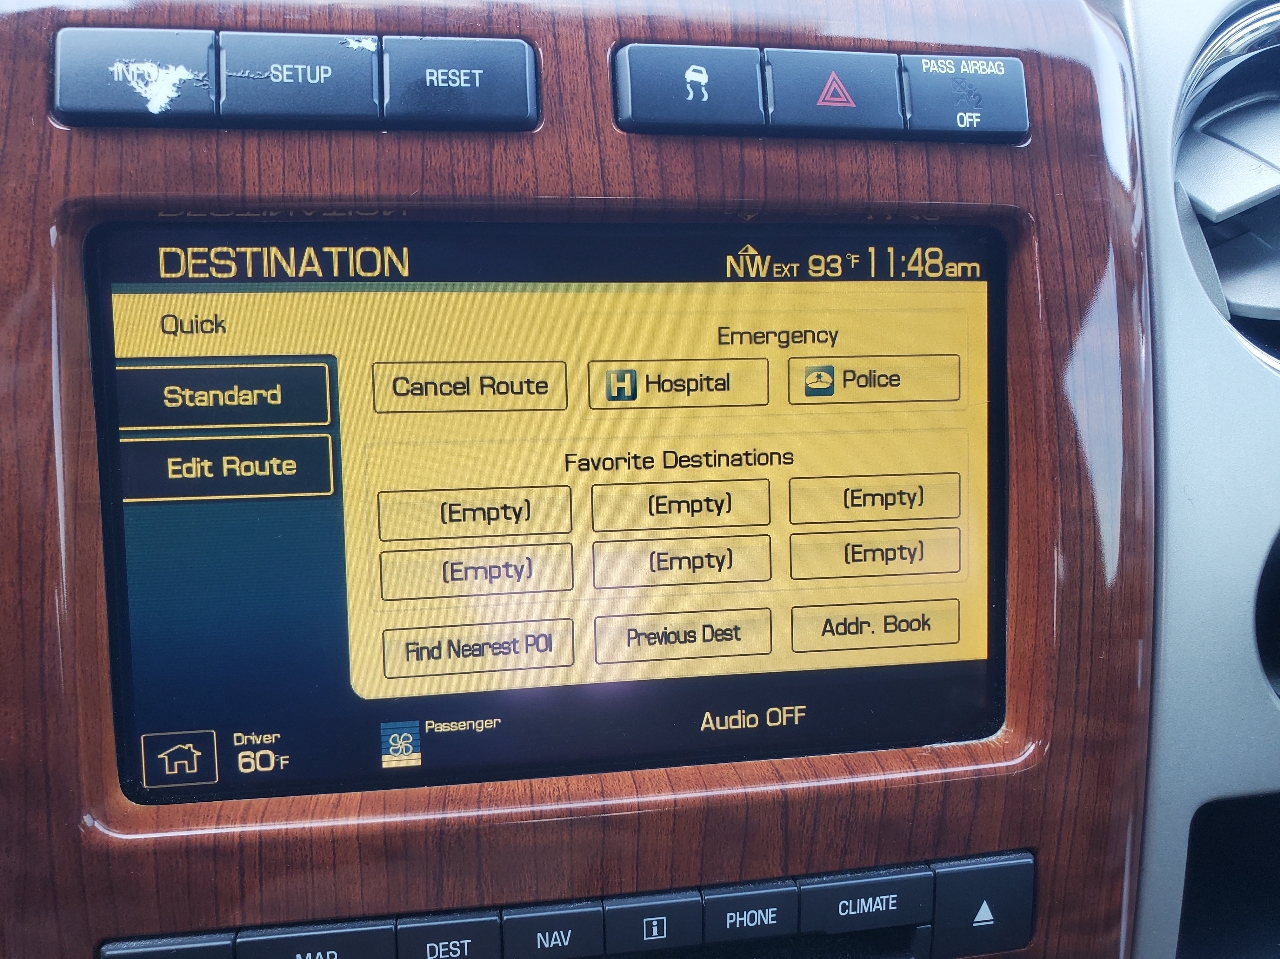 INFO
SETUP
RESET
PASS AIRBAG
2
OFF
DESTINATION
NW EXT 93°F 11:48am
Quick
Emergency
Standard
Cancel Route
H Hospital
Police
Edit Route
Favorite Destinations
(Empty) (Empty) (Empty)
(Empty) (Empty) (Empty)
Find Nearest POI
Previous Dest
Addr. Book
Driver
60°F
Passenger
Audio OFF
MAP
DEST
NAV
i
PHONE
CLIMATE